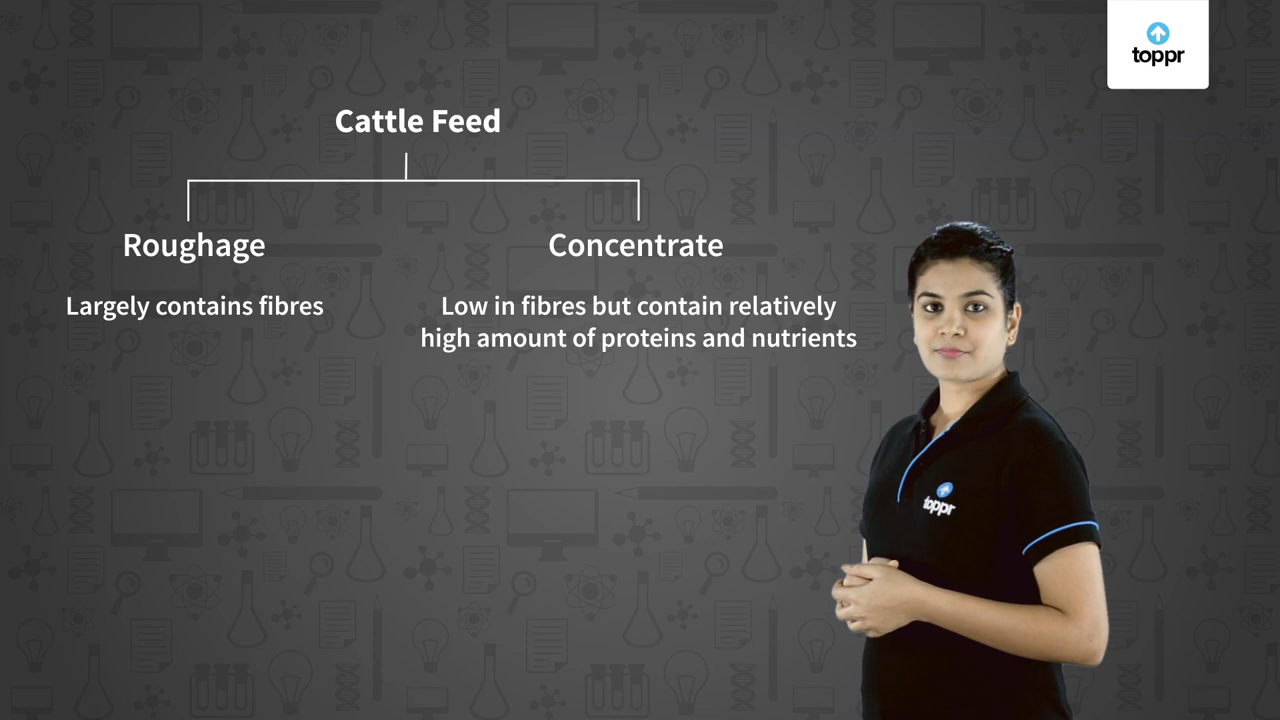 toppr
Cattle Feed
Roughage
Concentrate
Largely contains fibres
Low in fibres but contain relatively
high amount of proteins and nutrients
toppr